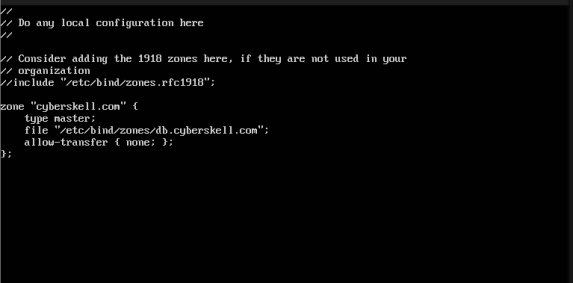 //
// Do any local configuration here
//
// Consider adding the 1918 zones here, if they are not used in your
// organization
//include "/etc/bind/zones.rfc1918";
zone "cyberskell.com" {
    type master;
    file "/etc/bind/zones/db.cyberskell.com";
    allow-transfer { none; };
};